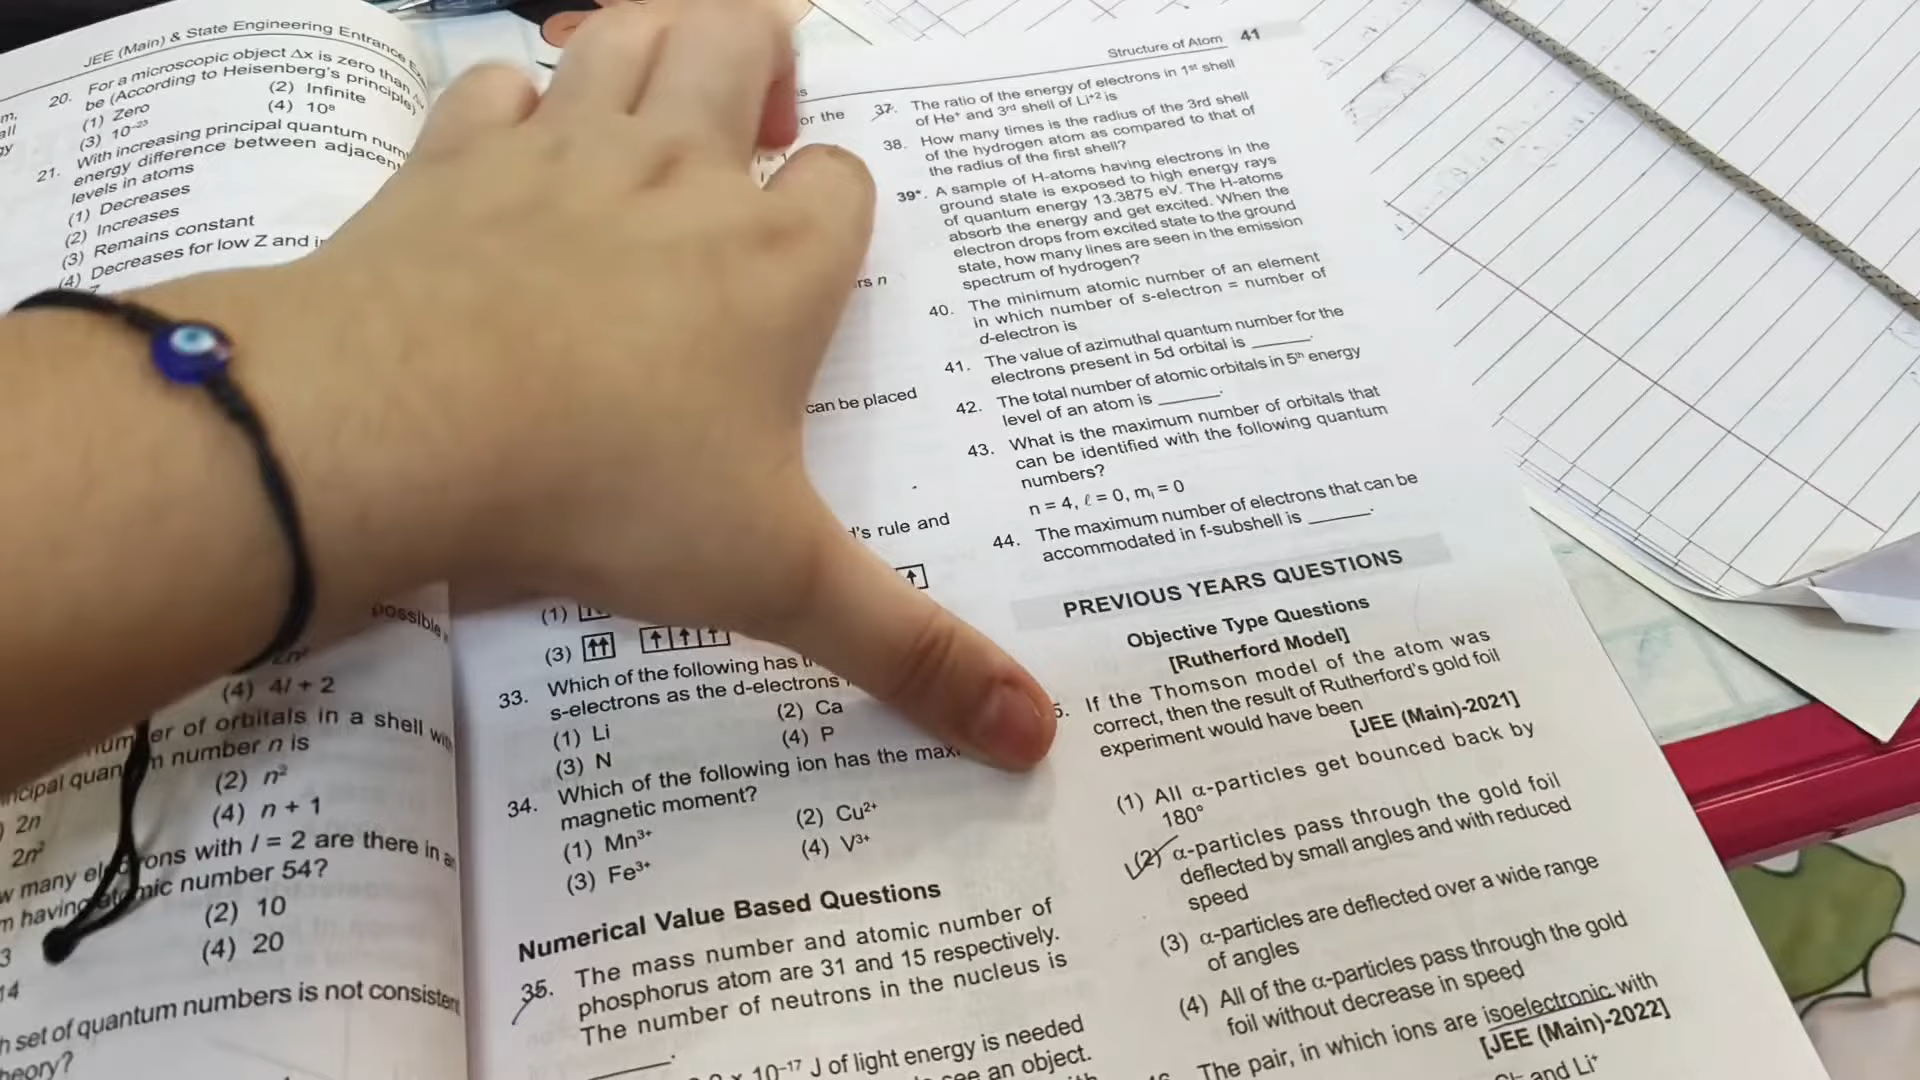 JEE (Main) & State Engineering Entrance
20. For a microscopic object Δx is zero than
be (According to Heisenberg's principle)
(1) Zero (2) Infinite
(3) 10⁻²³ (4) 10⁸
21. With increasing principal quantum
energy difference between
levels in atoms
(1) Decreases
(2) Increases
(3) Remains constant
(4) Decreases for low Z and
(4) 4l + 2
of orbitals in a shell
number n is
2n (2) n²
2n² (4) n + 1
many with l = 2 are there in
having number 54?
(2) 10
(4) 20
14
set of quantum numbers is not
or the
n
can be placed
rule and
(1)
(3) ↑↑ ↑ ↑ ↑
33. Which of the following has
s-electrons as the d-electrons
(1) Li (2) Ca
(3) N (4) P
34. Which of the following ion has the
magnetic moment?
(1) Mn³⁺ (2) Cu²⁺
(3) Fe³⁺ (4) V³⁺
Numerical Value Based Questions
35. The mass number and atomic number of
phosphorus atom are 31 and 15 respectively.
The number of neutrons in the nucleus is
______.
× 10⁻¹⁷ J of light energy is needed
see an object.
Structure of Atom 41
37. The ratio of the energy of electrons in 1ˢᵗ shell
of He⁺ and 3ʳᵈ shell of Li⁺² is
38. How many times is the radius of the 3rd shell
of the hydrogen atom as compared to that of
the radius of the first shell?
39*. A sample of H-atoms having electrons in the
ground state is exposed to high energy rays
of quantum energy 13.3875 eV. The H-atoms
absorb the energy and get excited. When the
electron drops from excited state to the ground
state, how many lines are seen in the emission
spectrum of hydrogen?
40. The minimum atomic number of an element
in which number of s-electron = number of
d-electron is
41. The value of azimuthal quantum number for the
electrons present in 5d orbital is ______.
42. The total number of atomic orbitals in 5ᵗʰ energy
level of an atom is ______.
43. What is the maximum number of orbitals that
can be identified with the following quantum
numbers?
n = 4, ℓ = 0, mₗ = 0
44. The maximum number of electrons that can be
accommodated in f-subshell is ______.
PREVIOUS YEARS QUESTIONS
Objective Type Questions
[Rutherford Model]
5. If the Thomson model of the atom was
correct, then the result of Rutherford's gold foil
experiment would have been
[JEE (Main)-2021]
(1) All α-particles get bounced back by
180°
(2) α-particles pass through the gold foil
deflected by small angles and with reduced
speed
(3) α-particles are deflected over a wide range
of angles
(4) All of the α-particles pass through the gold
foil without decrease in speed
The pair, in which ions are isoelectronic with
[JEE (Main)-2022]
and Li⁺